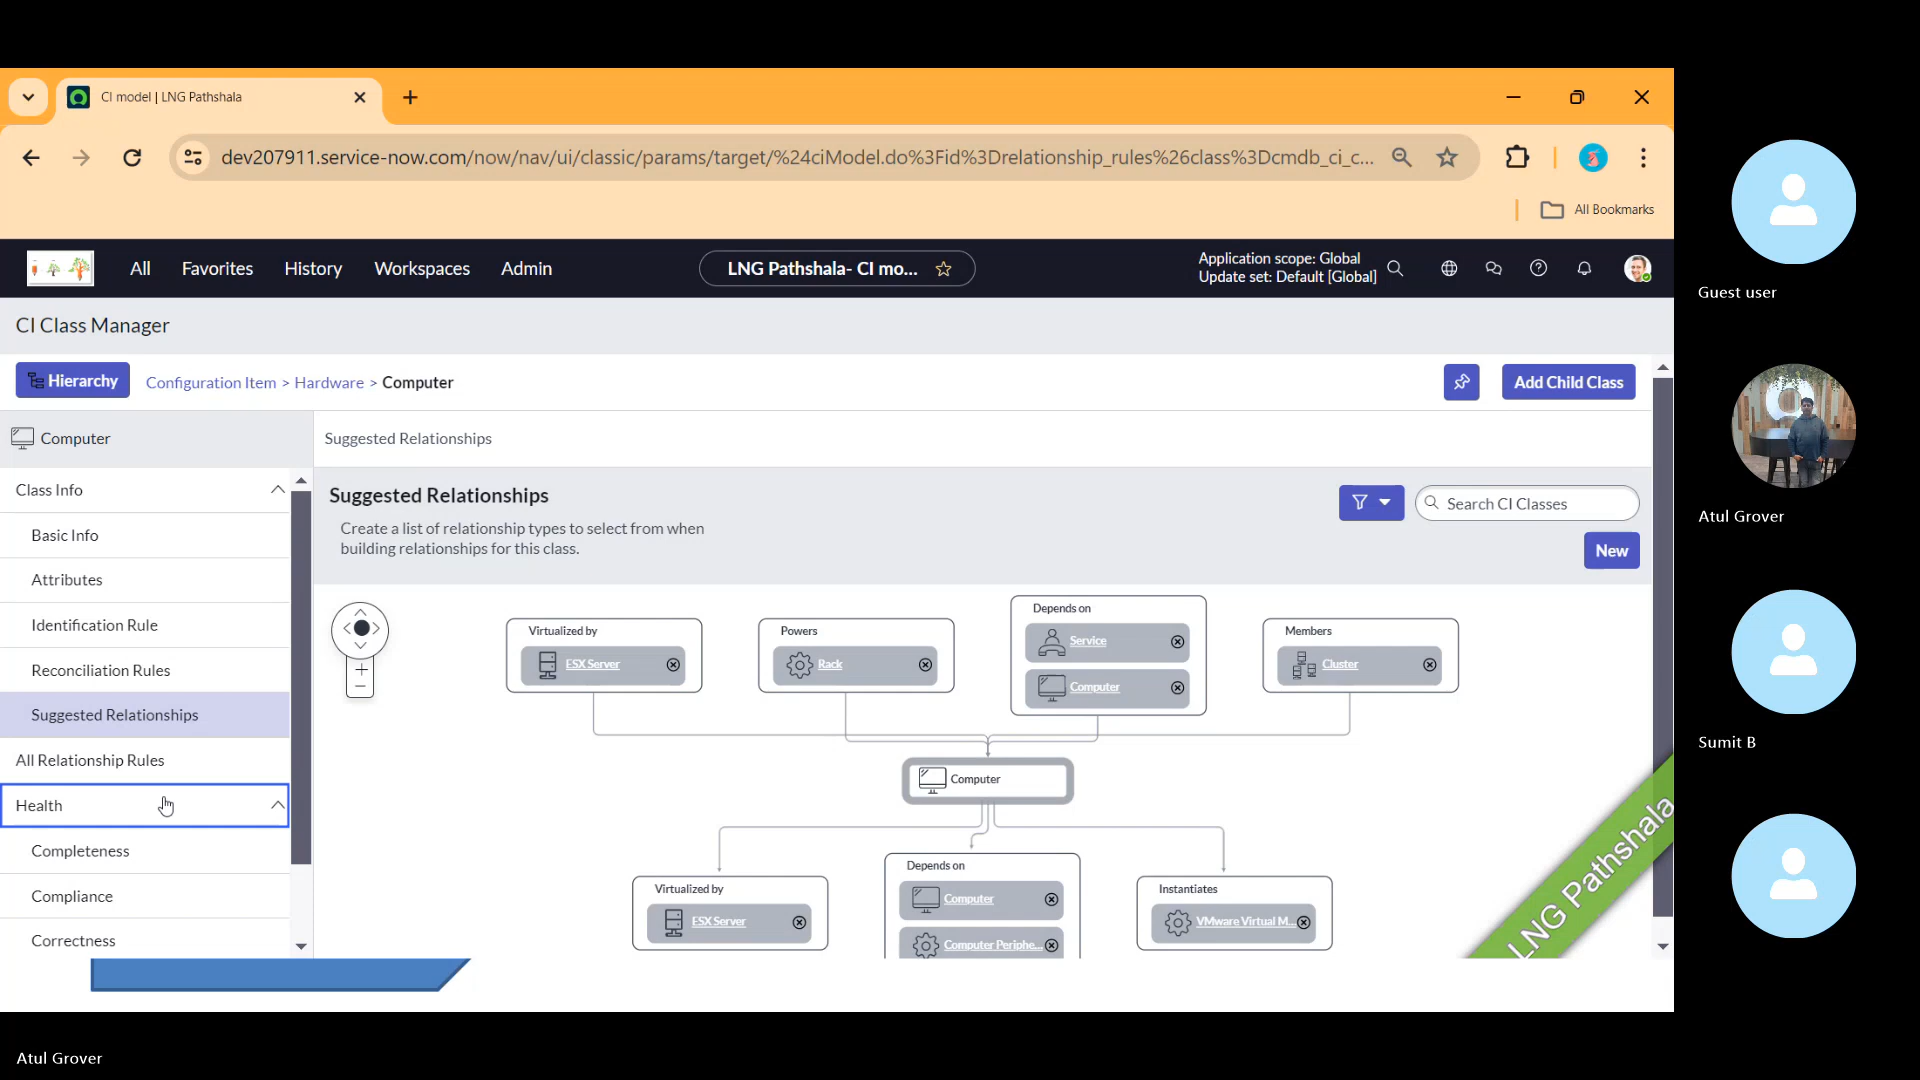 CI model | LNG Pathshala
dev207911.service-now.com/now/nav/ui/classic/params/target/%24ciModel.do%3Fid%3Drelationship_rules%26class%3Dcmdb_ci_c...
All Bookmarks
All
Favorites
History
Workspaces
Admin
LNG Pathshala- CI mo...
Application scope: Global
Update set: Default [Global]
CI Class Manager
Hierarchy
Configuration Item > Hardware > Computer
Add Child Class
Computer
Class Info
Basic Info
Attributes
Identification Rule
Reconciliation Rules
Suggested Relationships
All Relationship Rules
Health
Completeness
Compliance
Correctness
Suggested Relationships
Suggested Relationships
Create a list of relationship types to select from when
building relationships for this class.
Search CI Classes
New
Virtualized by
ESX Server
Powers
Rack
Depends on
Service
Computer
Members
Cluster
Computer
Virtualized by
ESX Server
Depends on
Computer
Computer Periphe...
Instantiates
VMware Virtual M...
LNG Pathshala
Guest user
Atul Grover
Sumit B
Atul Grover